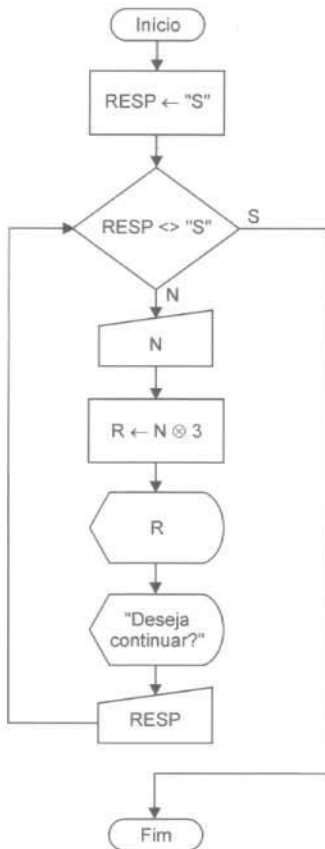 Início
RESP ← "S"
RESP <> "S"
S
N
N
R ← N ⊗ 3
R
"Deseja
continuar?"
RESP
Fim